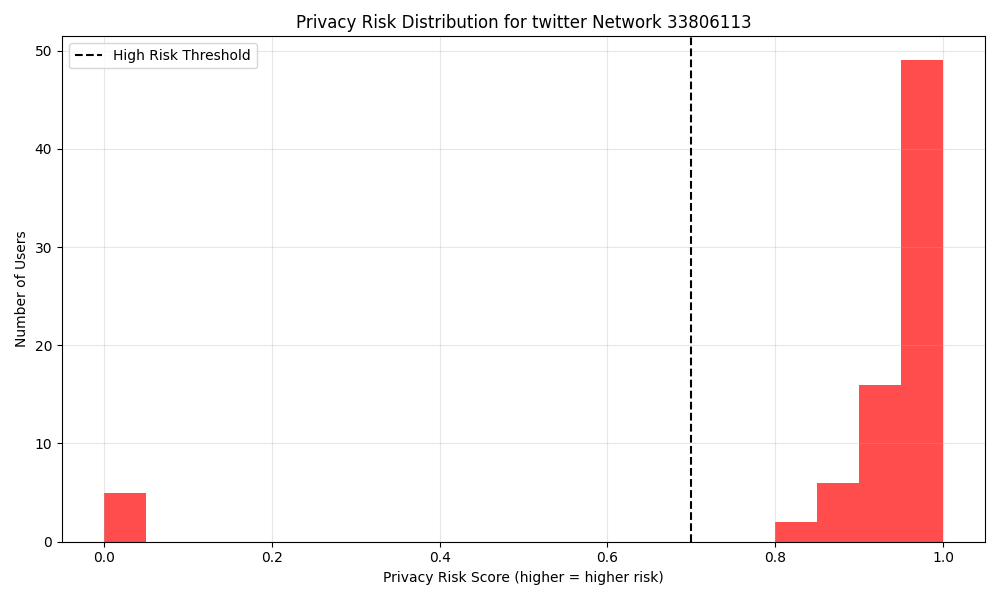 Privacy Risk Distribution for twitter Network 33806113
High Risk Threshold
50
40
30
20
10
0
Number of Users
0.0 0.2 0.4 0.6 0.8 1.0
Privacy Risk Score (higher = higher risk)